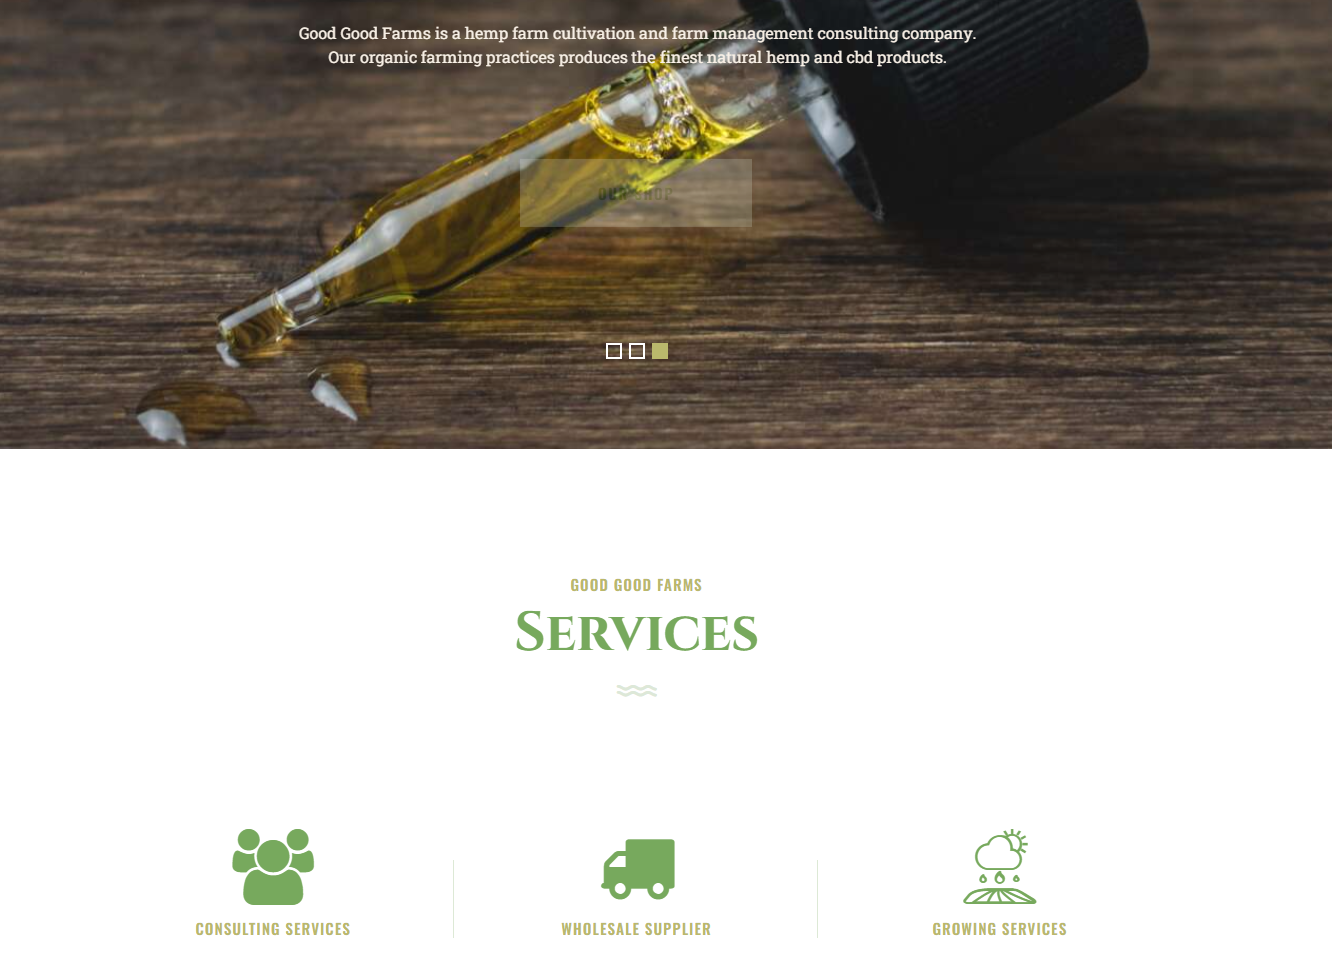 Good Good Farms is a hemp farm cultivation and farm management consulting company.
Our organic farming practices produces the finest natural hemp and cbd products.
OUR SHOP
GOOD GOOD FARMS
SERVICES
CONSULTING SERVICES
WHOLESALE SUPPLIER
GROWING SERVICES